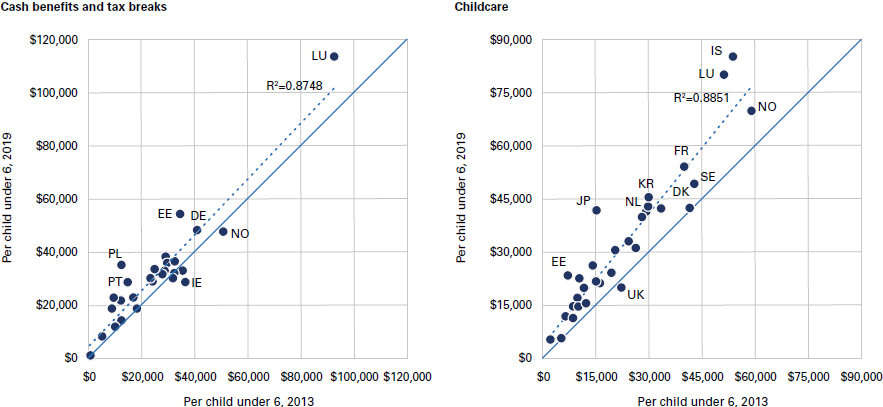 Cash benefits and tax breaks
Per child under 6, 2019
$120,000
$100,000
$80,000
$60,000
$40,000
$20,000
$0
LU
R²=0.8748
EE
DE
NO
PL
PT
IE
$0
$20,000
$40,000
$60,000
$80,000
$100,000
$120,000
Per child under 6, 2013
Childcare
Per child under 6, 2019
$90,000
$75,000
$60,000
$45,000
$30,000
$15,000
$0
IS
LU
R²=0.8851
NO
FR
SE
KR
DK
JP
NL
EE
UK
$0
$15,000
$30,000
$45,000
$60,000
$75,000
$90,000
Per child under 6, 2013